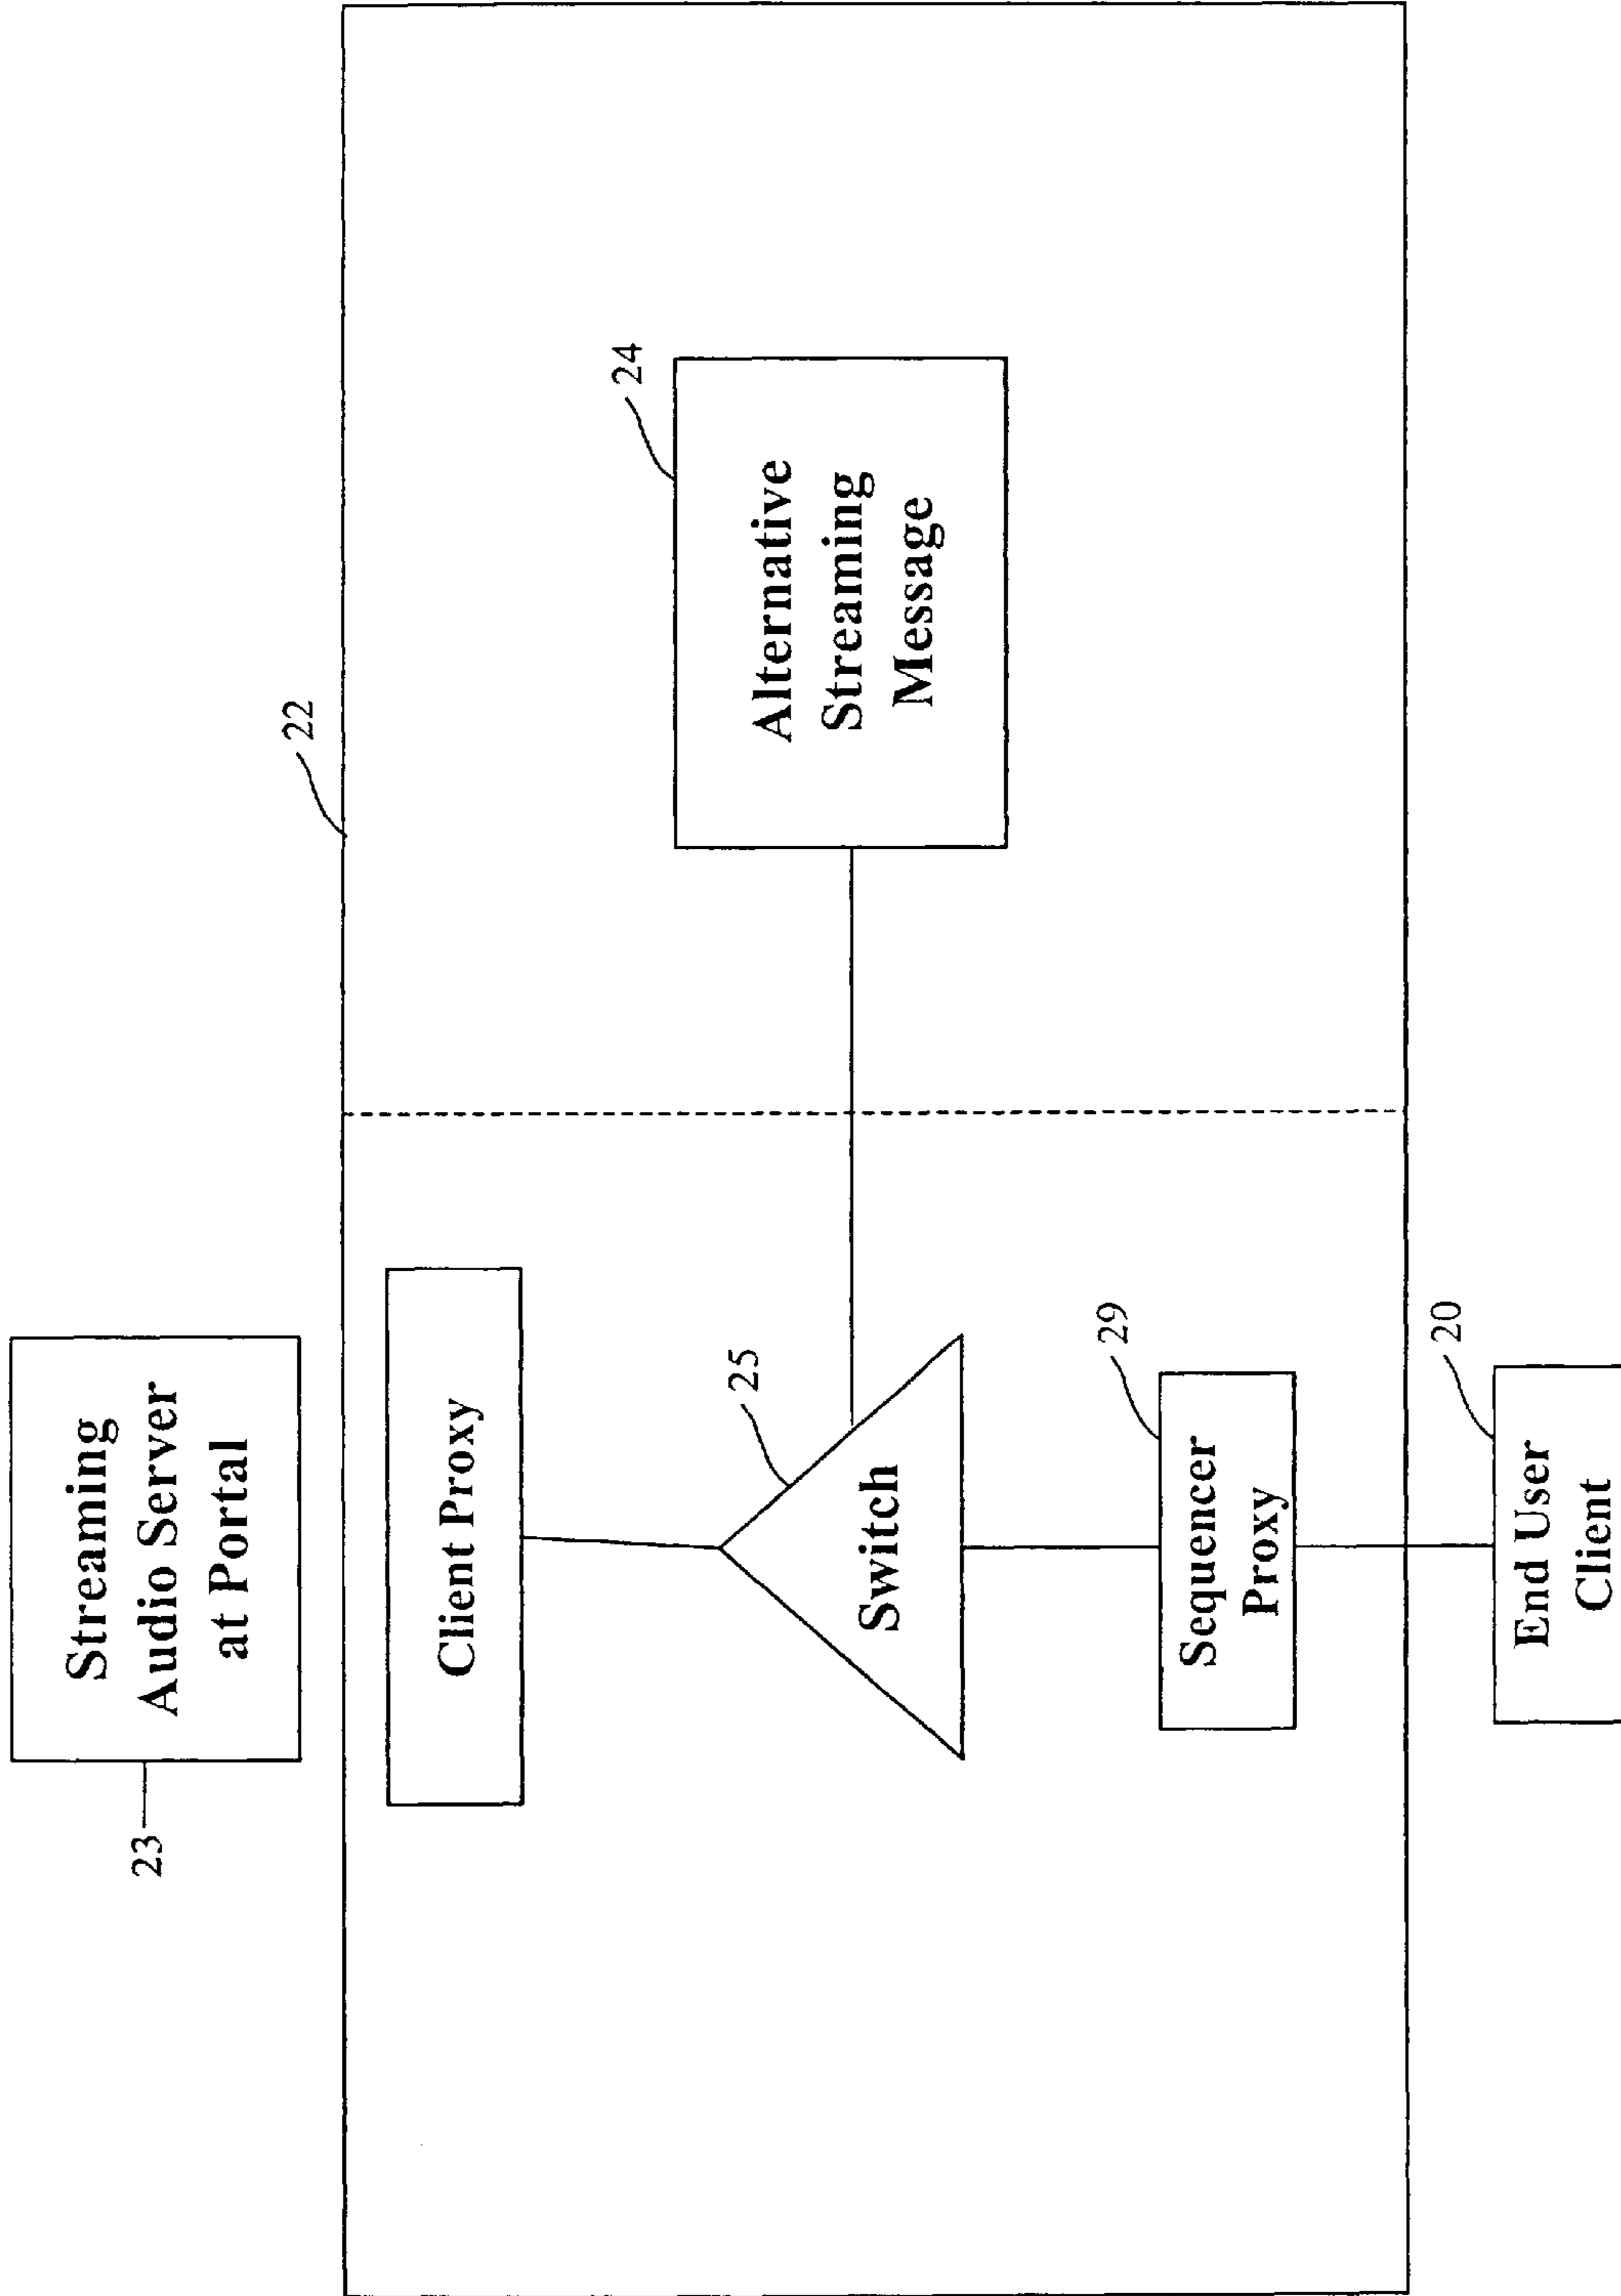 Streaming
Audio Server
at Portal
23
22
Client Proxy
25
Switch
24
Alternative
Streaming
Message
29
Sequencer
Proxy
20
End User
Client